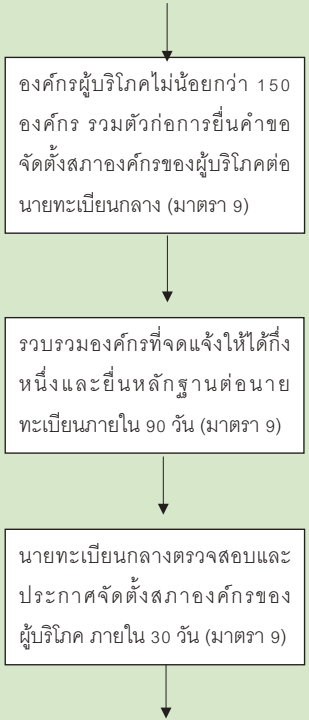 องค์กรผู้บริโภคไม่น้อยกว่า 150
องค์กร รวมตัวก่อการยื่นคำขอ
จัดตั้งสภาองค์กรของผู้บริโภคต่อ
นายทะเบียนกลาง (มาตรา 9)
รวบรวมองค์กรที่จดแจ้งให้ได้กึ่ง
หนึ่งและยื่นหลักฐานต่อนาย
ทะเบียนภายใน 90 วัน (มาตรา 9)
นายทะเบียนกลางตรวจสอบและ
ประกาศจัดตั้งสภาองค์กรของ
ผู้บริโภค ภายใน 30 วัน (มาตรา 9)